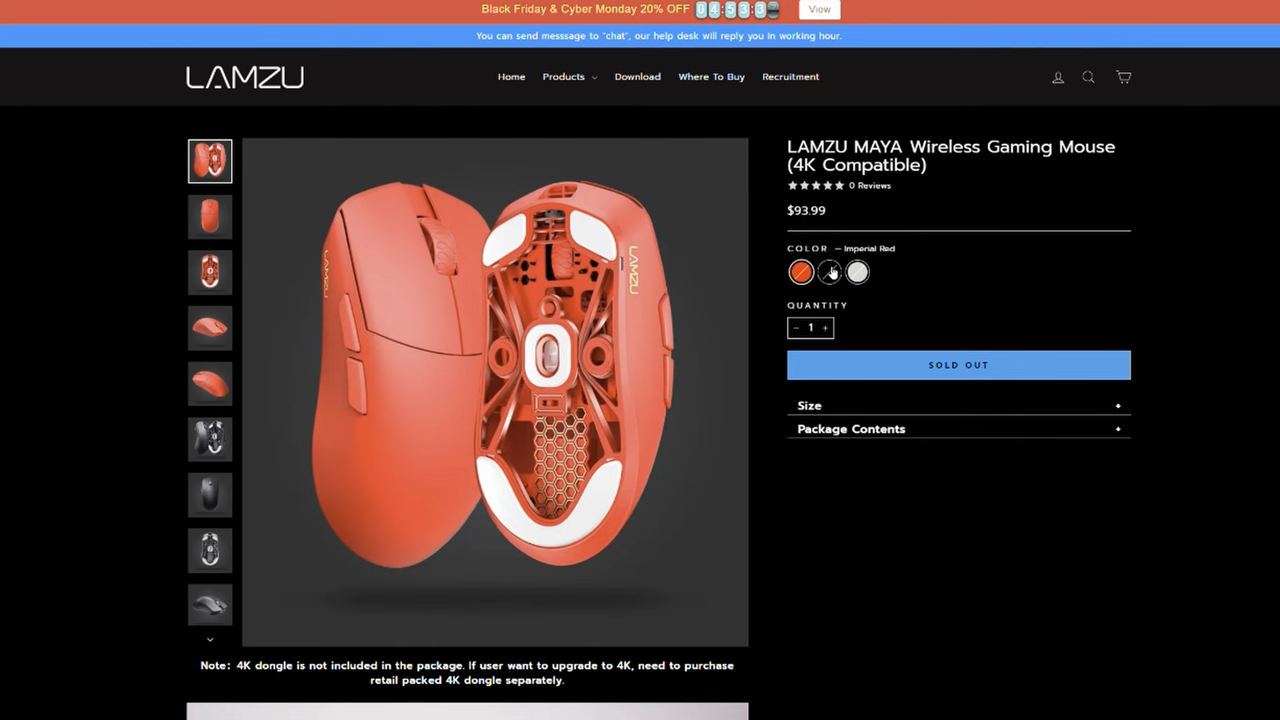 Black Friday & Cyber Monday 20% OFF
View
You can send messsage to "chat", our help desk will reply you in working hour.
LAMZU
Home
Products
Download
Where To Buy
Recruitment
LAMZU MAYA Wireless Gaming Mouse
(4K Compatible)
0 Reviews
$93.99
COLOR — Imperial Red
QUANTITY
− 1 +
SOLD OUT
Size +
Package Contents +
LAMZU
LAMZU
Note: 4K dongle is not included in the package. If user want to upgrade to 4K, need to purchase
retail packed 4K dongle separately.